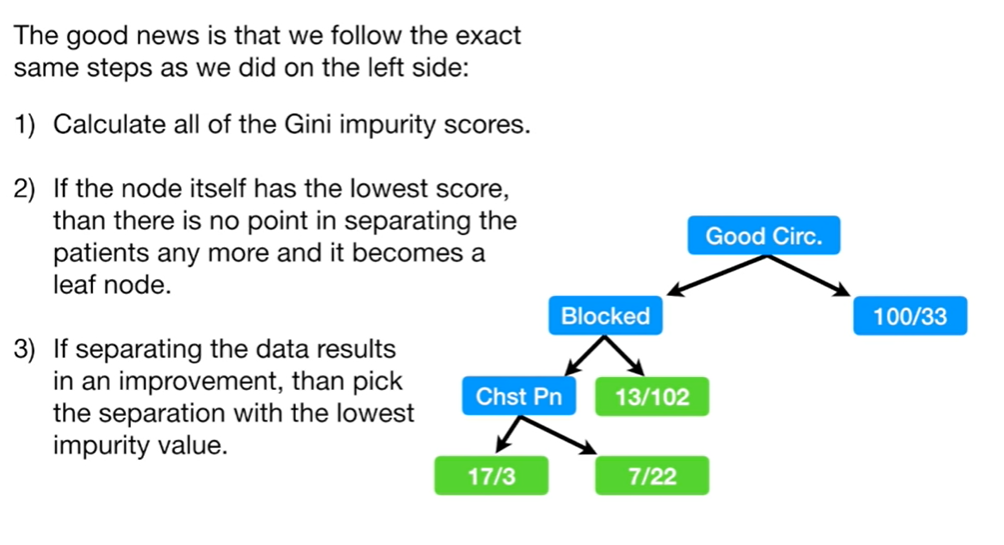 The good news is that we follow the exact
same steps as we did on the left side:
1) Calculate all of the Gini impurity scores.
2) If the node itself has the lowest score,
than there is no point in separating the
patients any more and it becomes a
leaf node.
3) If separating the data results
in an improvement, than pick
the separation with the lowest
impurity value.
Good Circ.
Blocked
100/33
Chst Pn
13/102
17/3
7/22